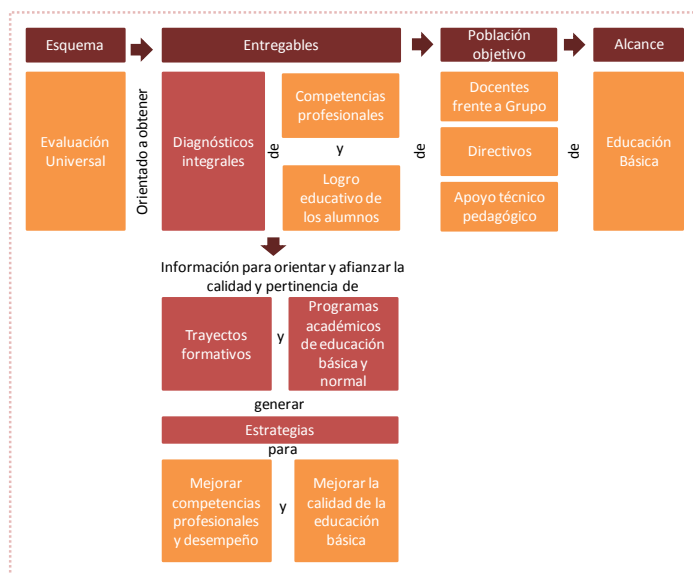 Esquema
Entregables
Población
objetivo
Alcance
Evaluación
Universal
Orientado a obtener
Diagnósticos
integrales
de
Competencias
profesionales
y
Logro
educativo de
los alumnos
de
Docentes
frente a Grupo
Directivos
Apoyo técnico
pedagógico
de
Educación
Básica
Información para orientar y afianzar la
calidad y pertinencia de
Trayectos
formativos
y
Programas
académicos
de educación
básica y
normal
generar
Estrategias
para
Mejorar
competencias
profesionales
y desempeño
y
Mejorar la
calidad de la
educación
básica